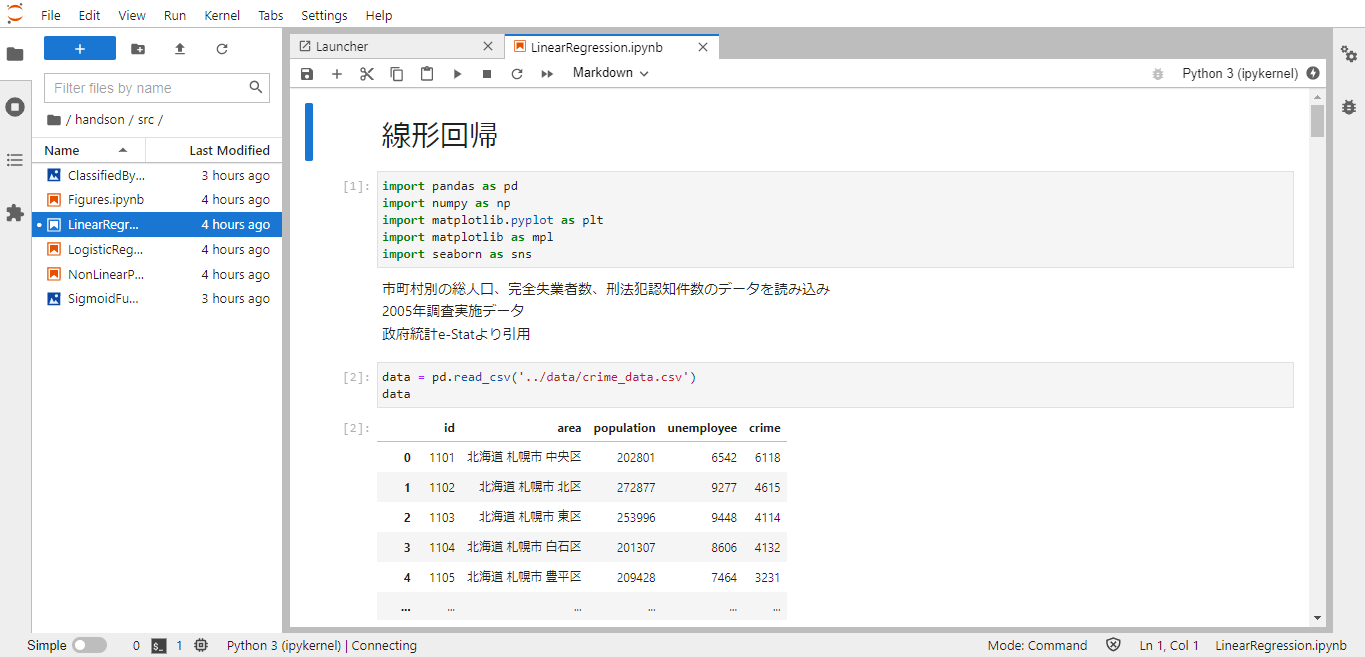 File Edit View Run Kernel Tabs Settings Help
Filter files by name
/ handson / src /
Name Last Modified
ClassifiedBy... 3 hours ago
Figures.ipynb 4 hours ago
LinearRegr... 4 hours ago
LogisticReg... 4 hours ago
NonLinearP... 4 hours ago
SigmoidFu... 3 hours ago
Launcher LinearRegression.ipynb
Markdown Python 3 (ipykernel)
線形回帰
[1]: import pandas as pd
import numpy as np
import matplotlib.pyplot as plt
import matplotlib as mpl
import seaborn as sns
市町村別の総人口、完全失業者数、刑法犯認知件数のデータを読み込み
2005年調査実施データ
政府統計e-Statより引用
[2]: data = pd.read_csv('../data/crime_data.csv')
data
[2]: id area population unemployee crime
0 1101 北海道 札幌市 中央区 202801 6542 6118
1 1102 北海道 札幌市 北区 272877 9277 4615
2 1103 北海道 札幌市 東区 253996 9448 4114
3 1104 北海道 札幌市 白石区 201307 8606 4132
4 1105 北海道 札幌市 豊平区 209428 7464 3231
... ... ... ... ... ...
Simple 0 $_ 1 Python 3 (ipykernel) | Connecting Mode: Command Ln 1, Col 1 LinearRegression.ipynb